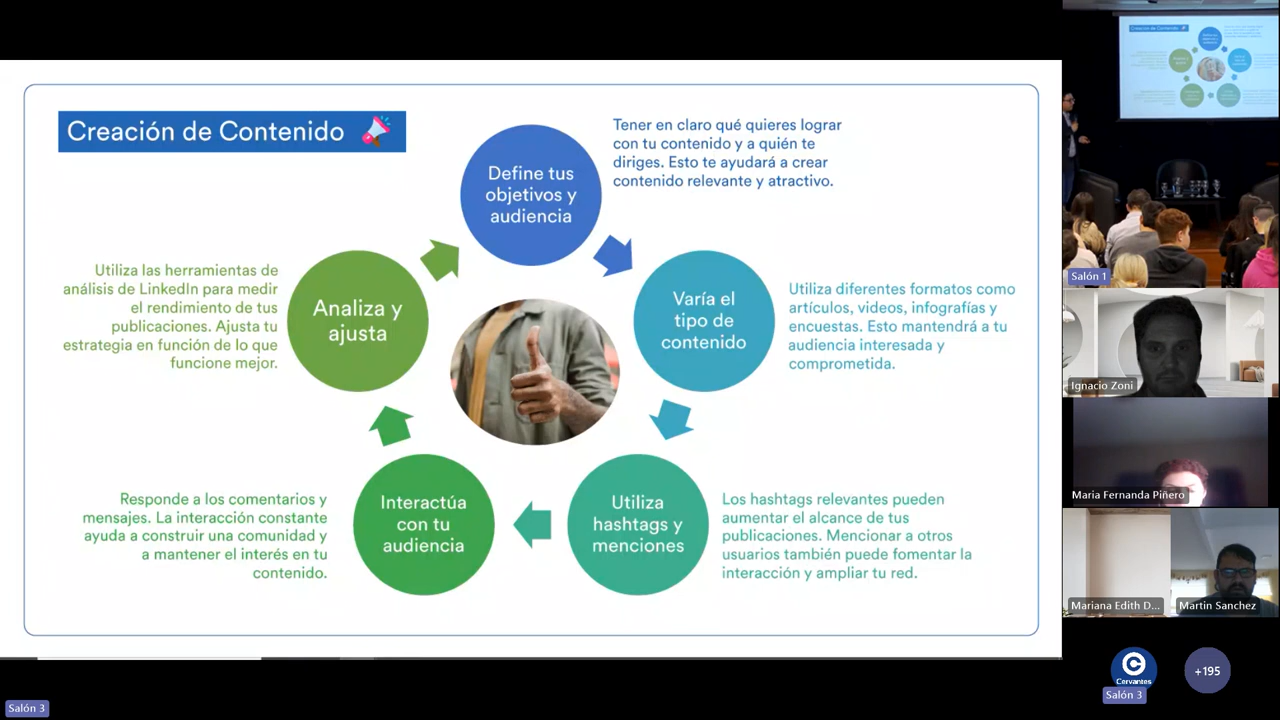 Creación de Contenido
Define tus
objetivos y
audiencia
Tener en claro qué quieres lograr
con tu contenido y a quién te
diriges. Esto te ayudará a crear
contenido relevante y atractivo.
Varía el
tipo de
contenido
Utiliza diferentes formatos como
artículos, videos, infografías y
encuestas. Esto mantendrá a tu
audiencia interesada y
comprometida.
Utiliza
hashtags y
menciones
Los hashtags relevantes pueden
aumentar el alcance de tus
publicaciones. Mencionar a otros
usuarios también puede fomentar la
interacción y ampliar tu red.
Interactúa
con tu
audiencia
Responde a los comentarios y
mensajes. La interacción constante
ayuda a construir una comunidad y
a mantener el interés en tu
contenido.
Analiza y
ajusta
Utiliza las herramientas de
análisis de LinkedIn para medir
el rendimiento de tus
publicaciones. Ajusta tu
estrategia en función de lo que
funcione mejor.
Creación de Contenido
Salón 1
Ignacio Zoni
Maria Fernanda Piñero
Mariana Edith D...
Martin Sanchez
C
Cervantes
Salón 3
+195
Salón 3